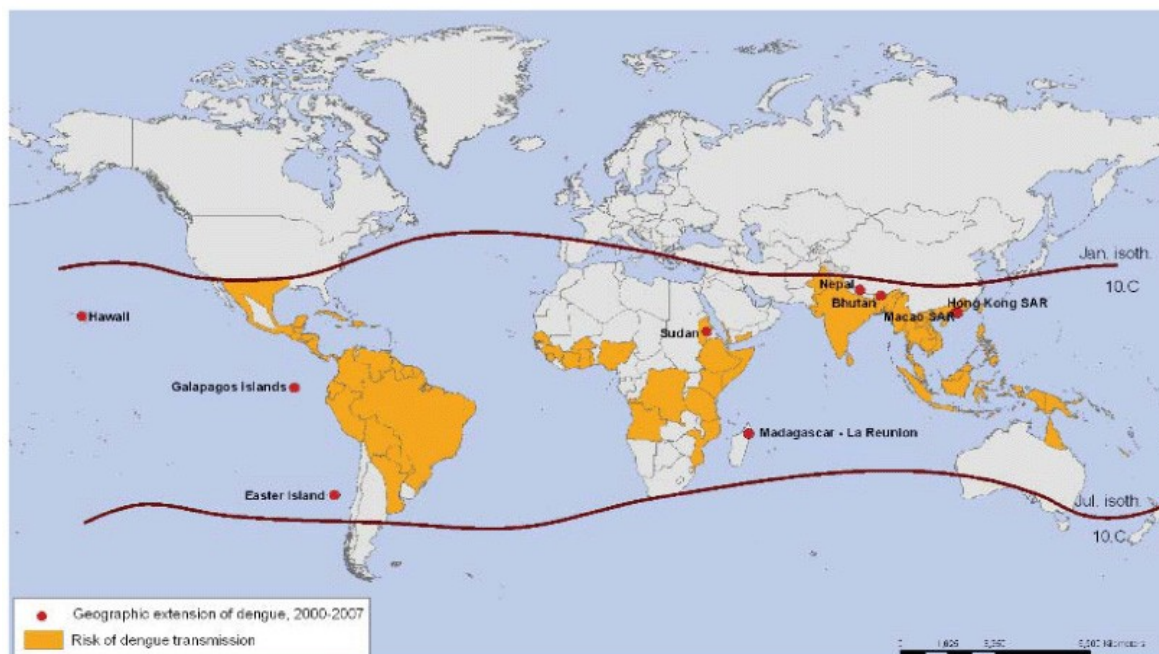 Jan. isoth.
10.C
Nepal
Bhutan
Hong Kong SAR
Macao SAR
Hawaii
Sudan
Galapagos Islands
Madagascar - La Reunion
Easter Island
Jul. isoth.
10.C
Geographic extension of dengue, 2000-2007
Risk of dengue transmission
0
Kilometers